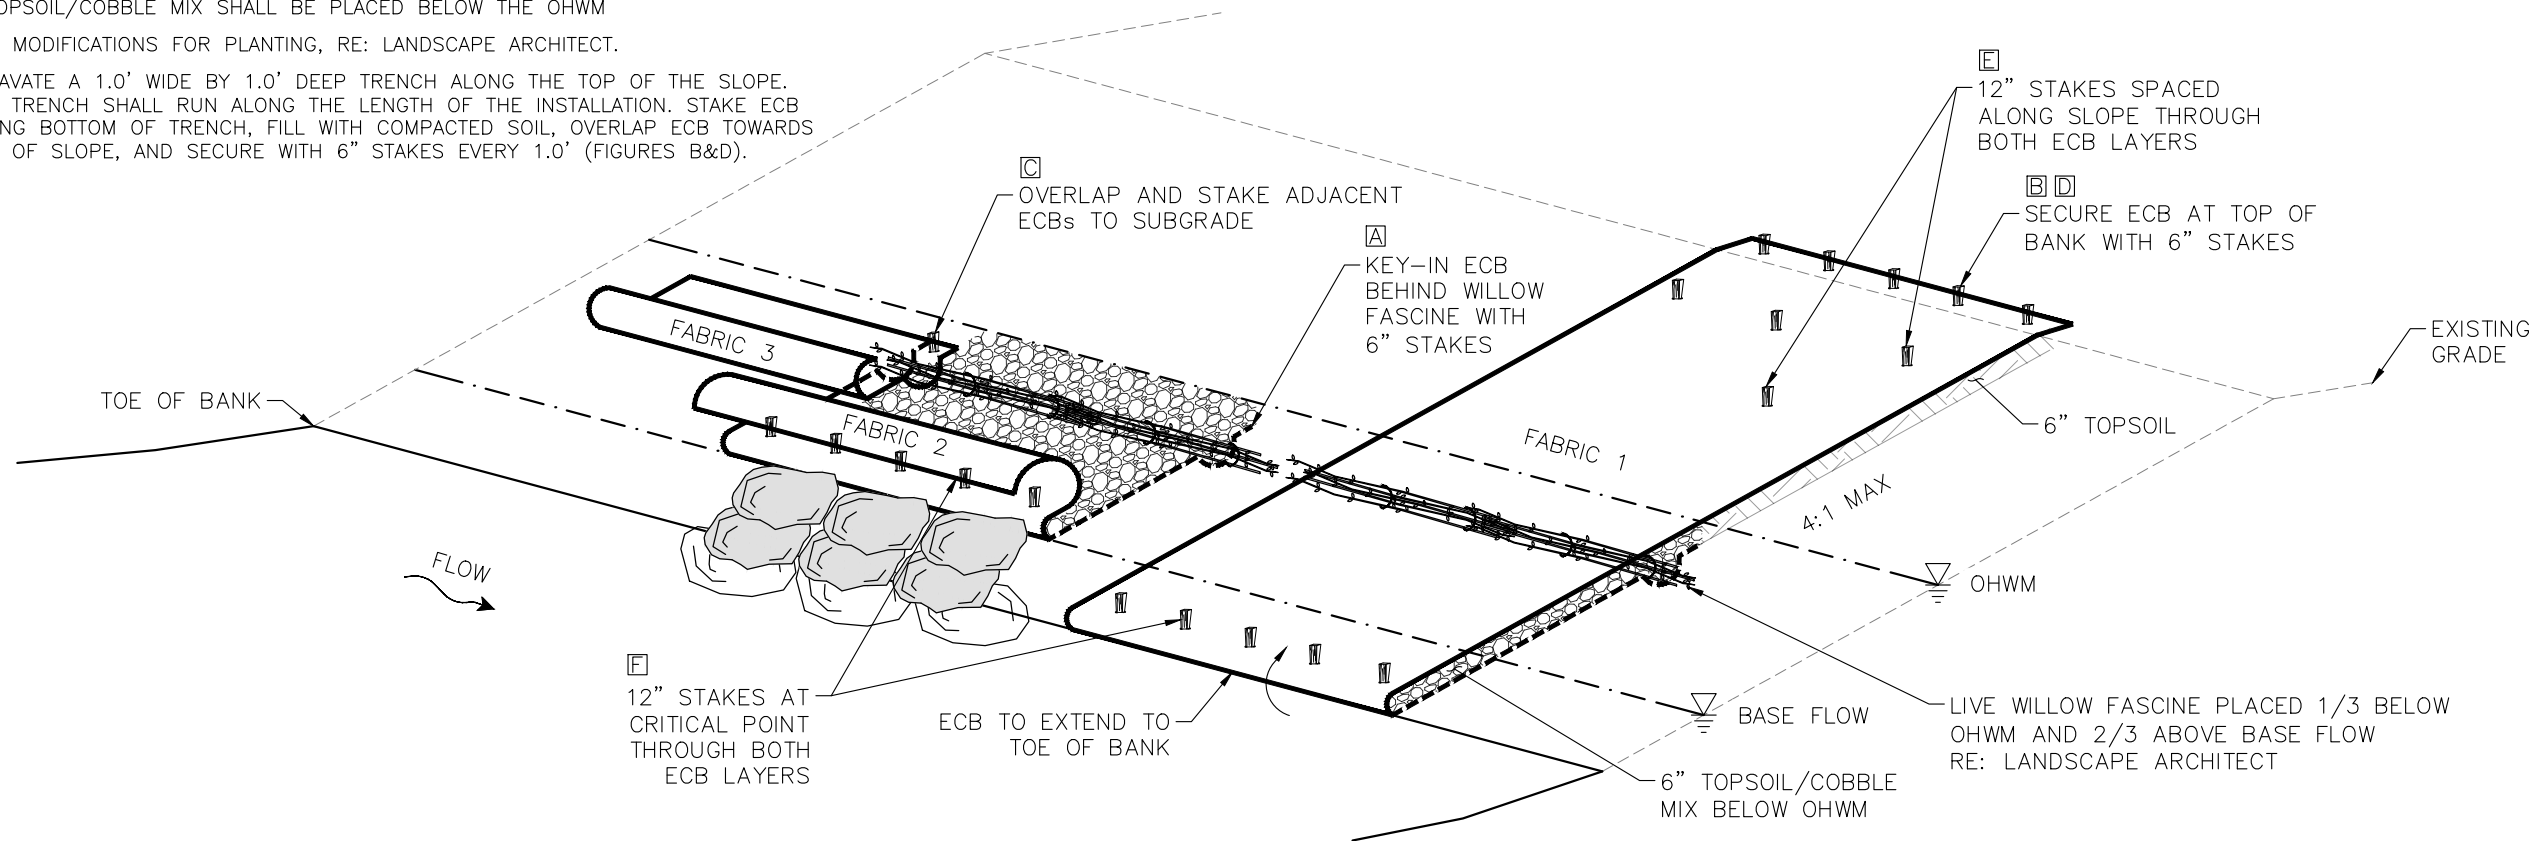 TOPSOIL/COBBLE MIX SHALL BE PLACED BELOW THE OHWM
MODIFICATIONS FOR PLANTING, RE: LANDSCAPE ARCHITECT.
AVATE A 1.0' WIDE BY 1.0' DEEP TRENCH ALONG THE TOP OF THE SLOPE.
TRENCH SHALL RUN ALONG THE LENGTH OF THE INSTALLATION. STAKE ECB
NG BOTTOM OF TRENCH, FILL WITH COMPACTED SOIL, OVERLAP ECB TOWARDS
OF SLOPE, AND SECURE WITH 6" STAKES EVERY 1.0' (FIGURES B&D).
E
12" STAKES SPACED
ALONG SLOPE THROUGH
BOTH ECB LAYERS
C
OVERLAP AND STAKE ADJACENT
ECBs TO SUBGRADE
B D
SECURE ECB AT TOP OF
BANK WITH 6" STAKES
A
KEY-IN ECB
BEHIND WILLOW
FASCINE WITH
6" STAKES
EXISTING
GRADE
FABRIC 3
TOE OF BANK
FABRIC 2
FABRIC 1
6" TOPSOIL
4:1 MAX
FLOW
OHWM
F
12" STAKES AT
CRITICAL POINT
THROUGH BOTH
ECB LAYERS
ECB TO EXTEND TO
TOE OF BANK
BASE FLOW
LIVE WILLOW FASCINE PLACED 1/3 BELOW
OHWM AND 2/3 ABOVE BASE FLOW
RE: LANDSCAPE ARCHITECT
6" TOPSOIL/COBBLE
MIX BELOW OHWM